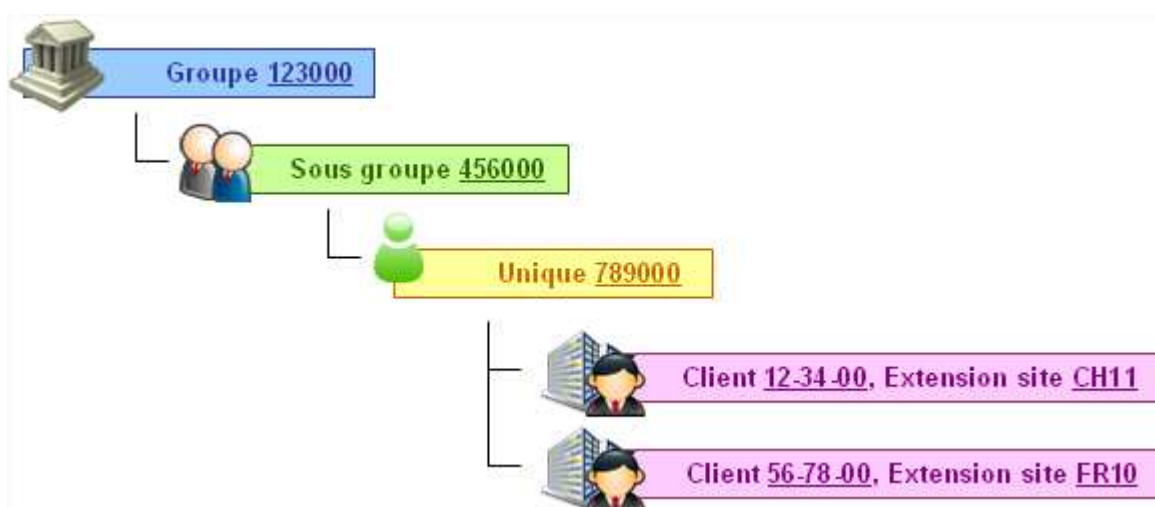 Groupe 123000
Sous groupe 456000
Unique 789000
Client 12-34-00, Extension site CH11
Client 56-78-00, Extension site FR10